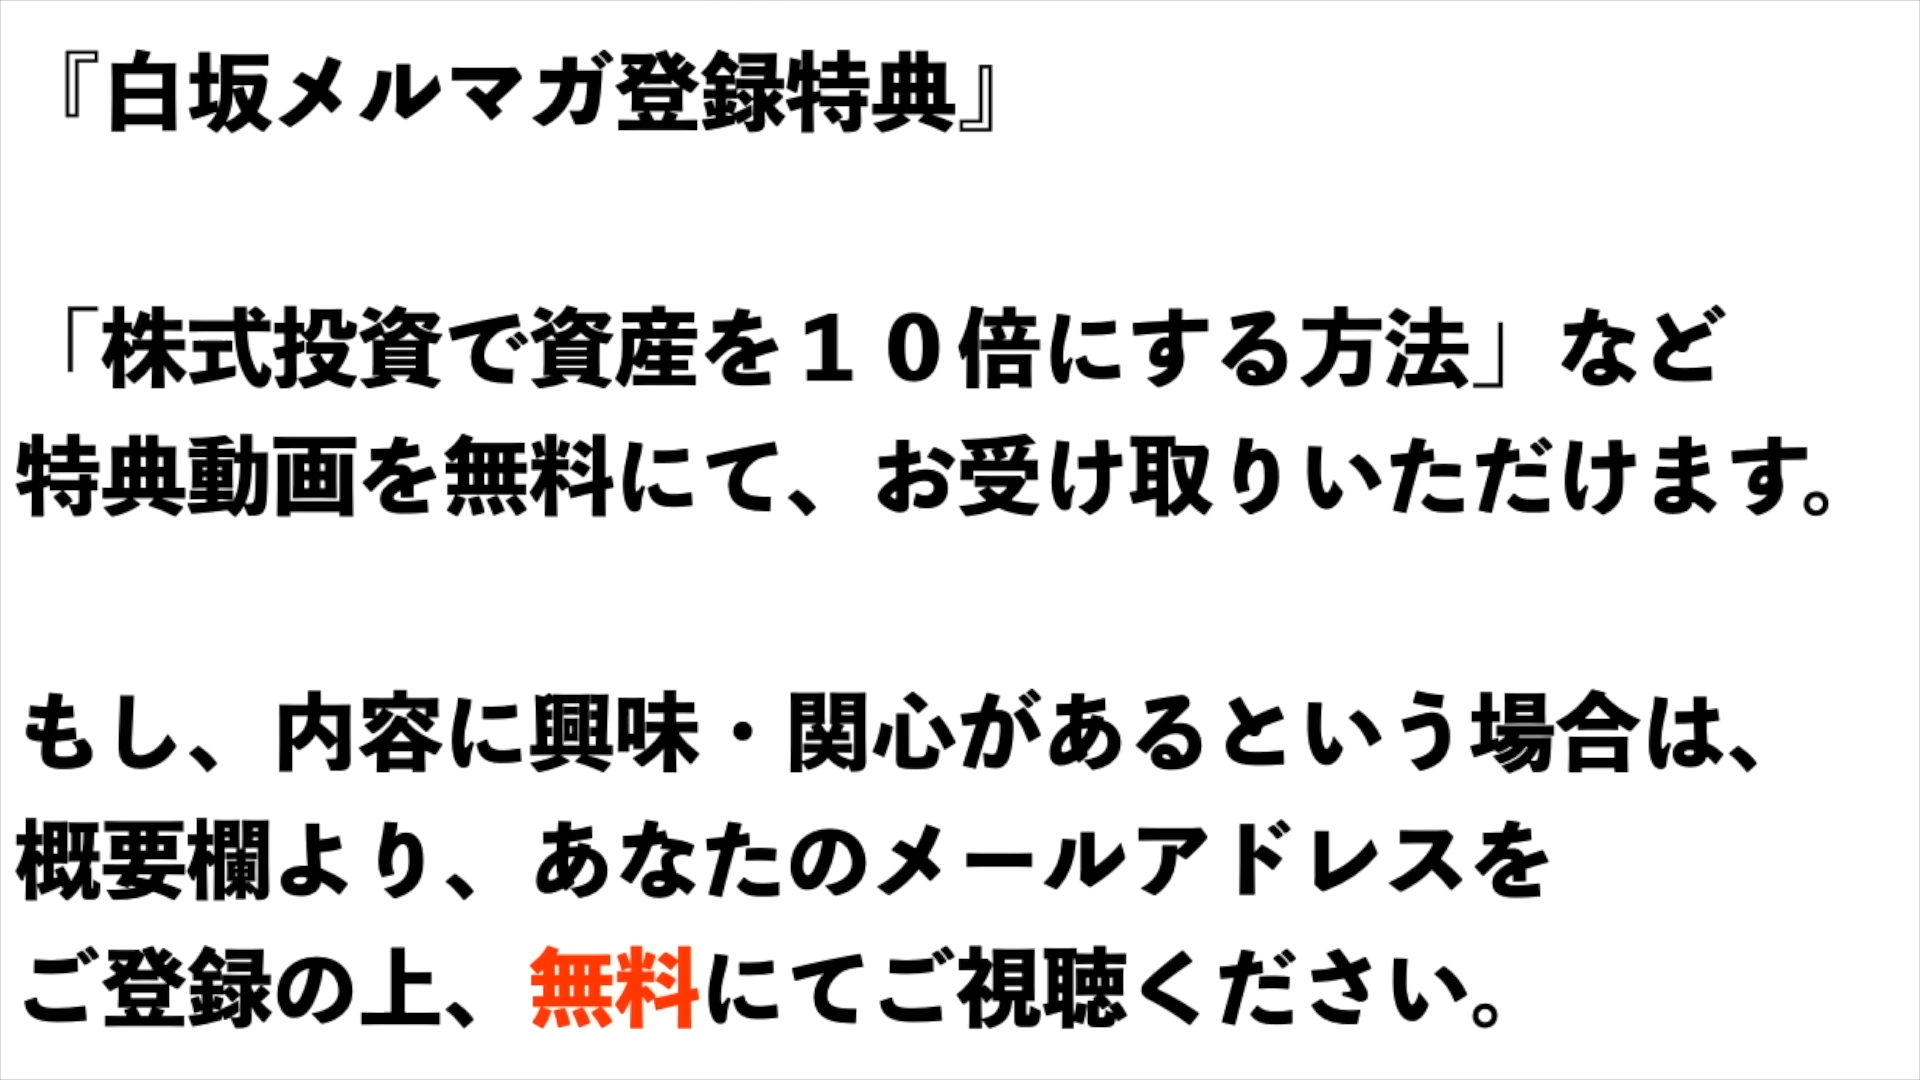 『白坂メルマガ登録特典』
「株式投資で資産を１０倍にする方法」など
特典動画を無料にて、お受け取りいただけます。
もし、内容に興味・関心があるという場合は、
概要欄より、あなたのメールアドレスを
ご登録の上、無料にてご視聴ください。